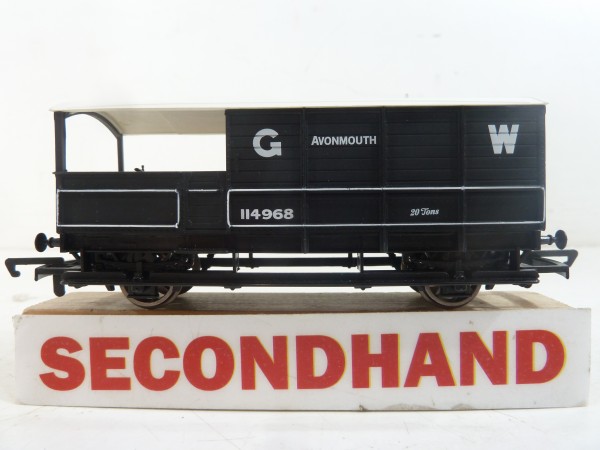 G AVONMOUTH W
114968 20 Tons
SECONDHAND